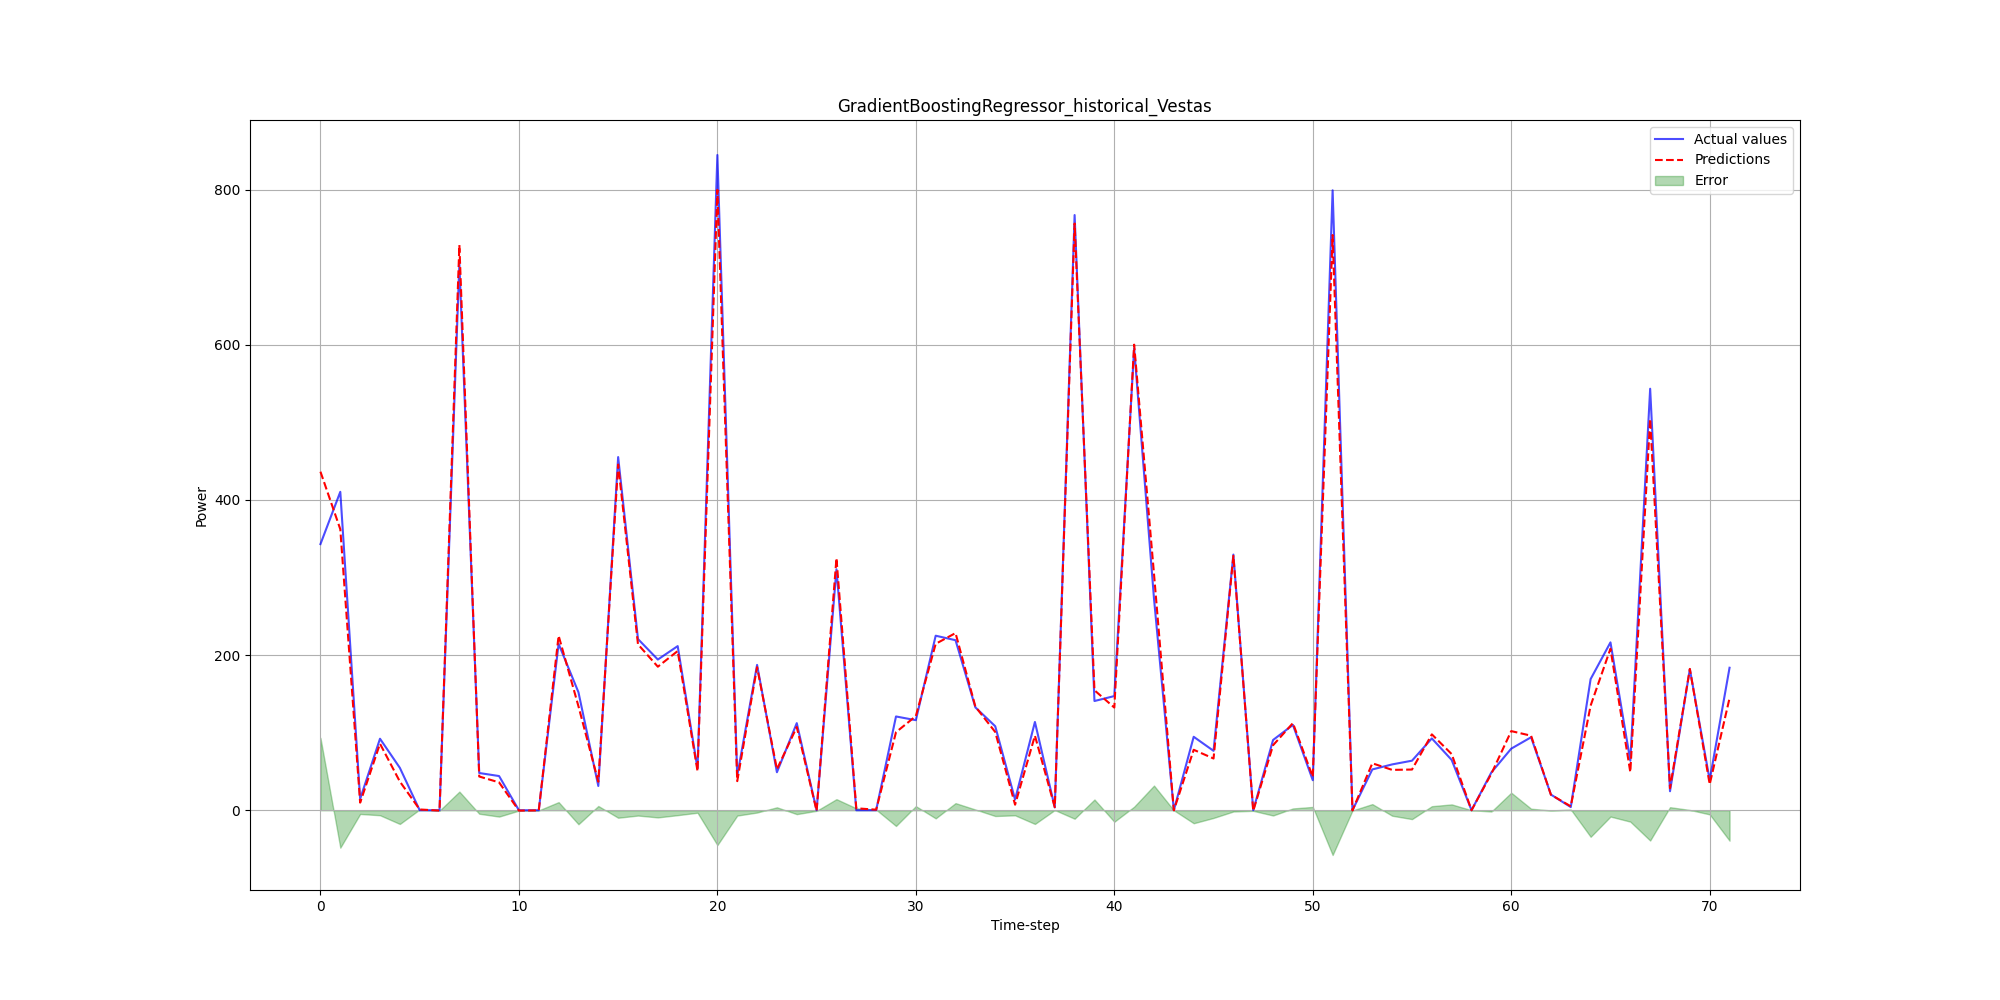 GradientBoostingRegressor_historical_Vestas
Actual values
Predictions
Error
800
600
400
200
0
Power
0 10 20 30 40 50 60 70
Time-step